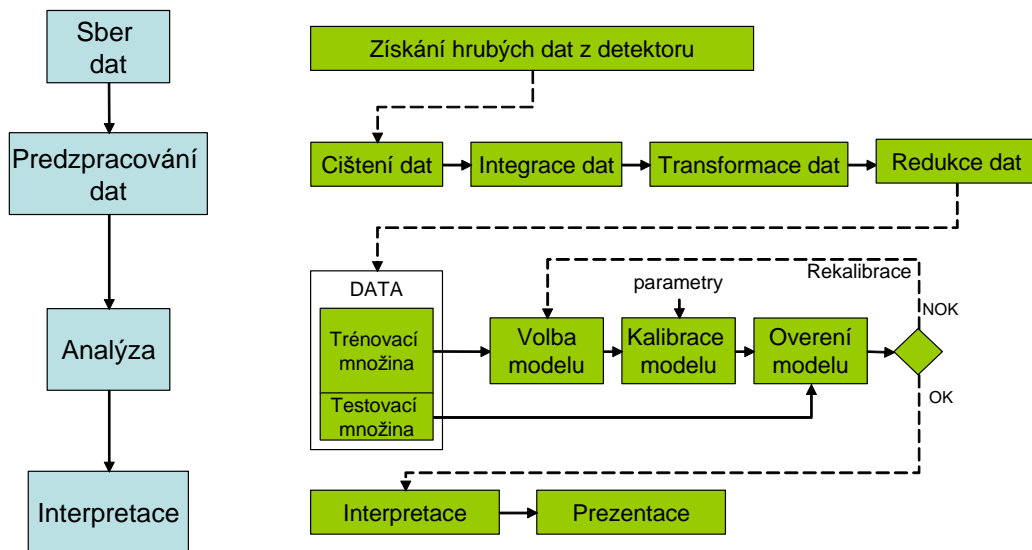 Sber
dat
Získání hrubých dat z detektoru
Predzpracování
dat
Cištení dat
Integrace dat
Transformace dat
Redukce dat
Analýza
DATA
Trénovací
množina
Testovací
množina
Volba
modelu
parametry
Kalibrace
modelu
Overení
modelu
Rekalibrace
NOK
OK
Interpretace
Interpretace
Prezentace